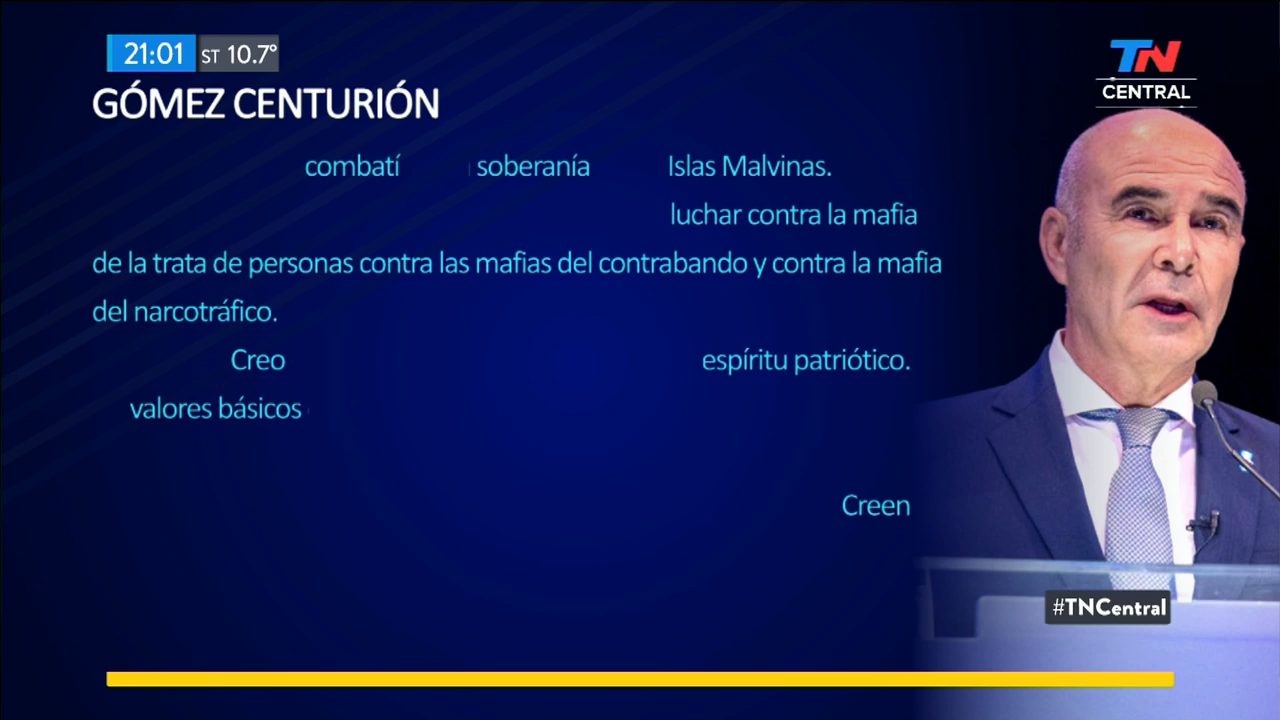 21:01 ST 10.7°
TN
CENTRAL
GÓMEZ CENTURIÓN
combatí soberanía Islas Malvinas.
luchar contra la mafia
de la trata de personas contra las mafias del contrabando y contra la mafia
del narcotráfico.
Creo espíritu patriótico.
valores básicos
Creen
#TNCentral